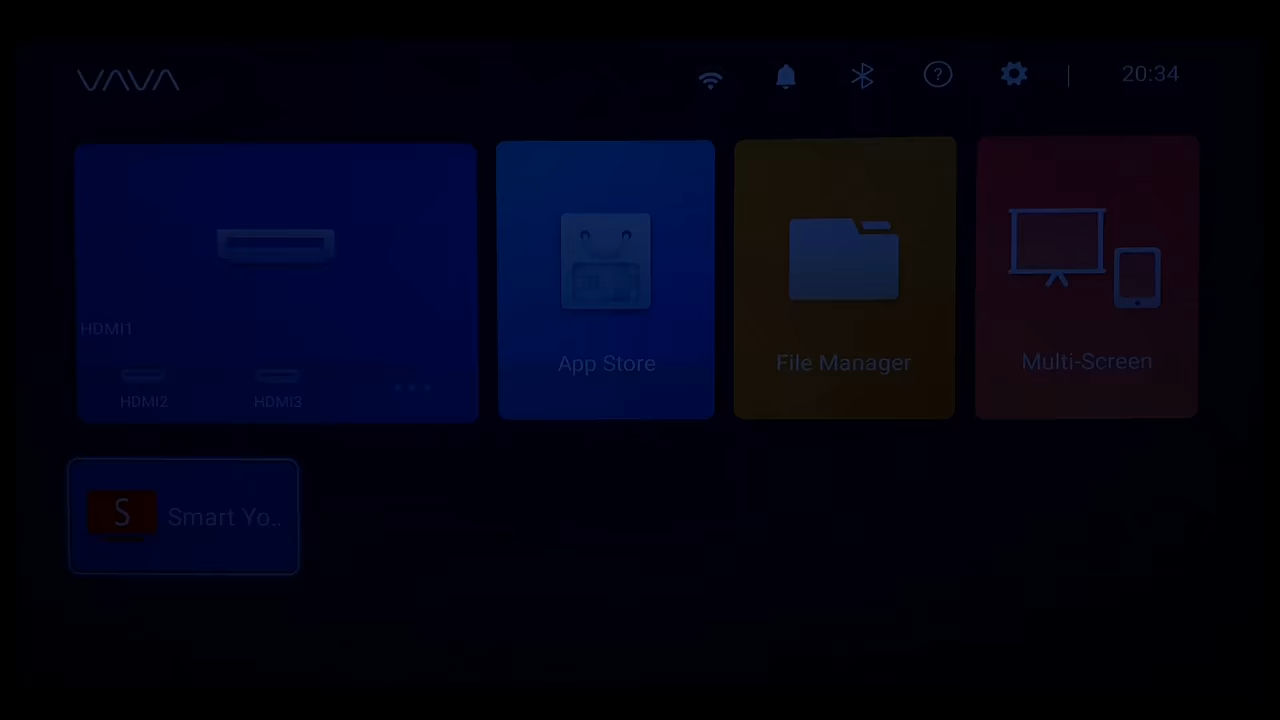 VAVA
20:34
HDMI1
HDMI2
HDMI3
App Store
File Manager
Multi-Screen
S
Smart Yo..